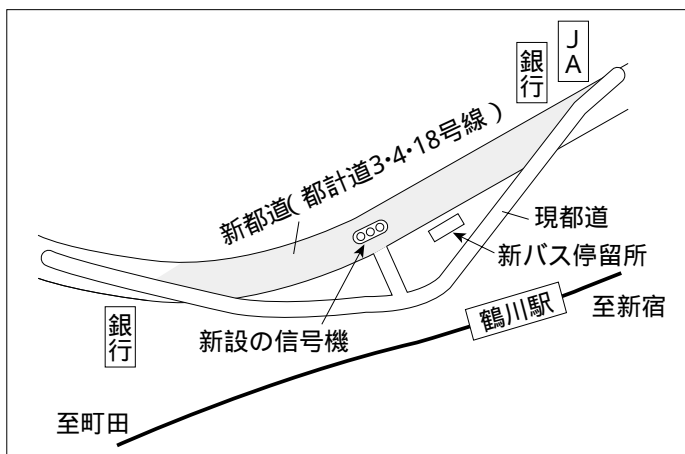 JA
銀行
新都道(都計道3・4・18号線)
現都道
新バス停留所
鶴川駅
至新宿
新設の信号機
銀行
至町田